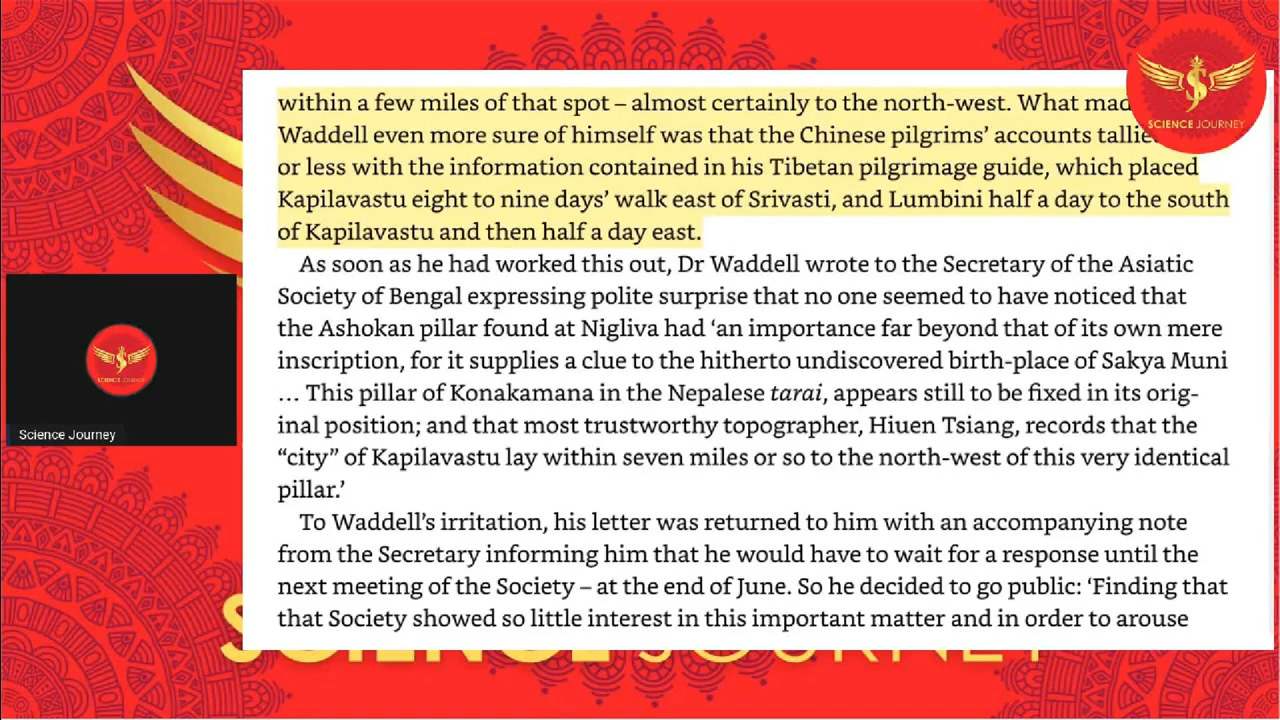 within a few miles of that spot – almost certainly to the north-west. What mad
Waddell even more sure of himself was that the Chinese pilgrims’ accounts tallie
or less with the information contained in his Tibetan pilgrimage guide, which placed
Kapilavastu eight to nine days’ walk east of Srivasti, and Lumbini half a day to the south
of Kapilavastu and then half a day east.
As soon as he had worked this out, Dr Waddell wrote to the Secretary of the Asiatic
Society of Bengal expressing polite surprise that no one seemed to have noticed that
the Ashokan pillar found at Nigliva had ‘an importance far beyond that of its own mere
inscription, for it supplies a clue to the hitherto undiscovered birth-place of Sakya Muni
… This pillar of Konakamana in the Nepalese tarai, appears still to be fixed in its orig-
inal position; and that most trustworthy topographer, Hiuen Tsiang, records that the
“city” of Kapilavastu lay within seven miles or so to the north-west of this very identical
pillar.’
To Waddell’s irritation, his letter was returned to him with an accompanying note
from the Secretary informing him that he would have to wait for a response until the
next meeting of the Society – at the end of June. So he decided to go public: ‘Finding that
that Society showed so little interest in this important matter and in order to arouse
SCIENCE JOURNEY
SCIENCE JOURNEY
Science Journey
SCIENCE JOURNEY